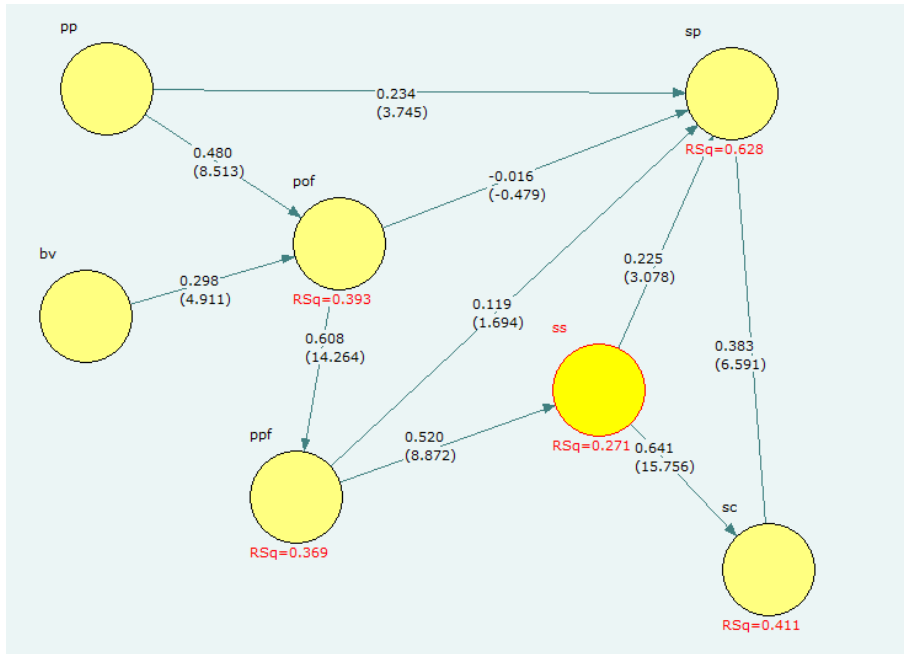 pp
sp
0.234
(3.745)
RSq=0.628
0.480
(8.513)
pof
-0.016
(-0.479)
bv
0.298
(4.911)
RSq=0.393
0.225
(3.078)
0.119
(1.694)
ss
0.608
(14.264)
0.383
(6.591)
ppf
0.520
(8.872)
RSq=0.271
0.641
(15.756)
sc
RSq=0.369
RSq=0.411